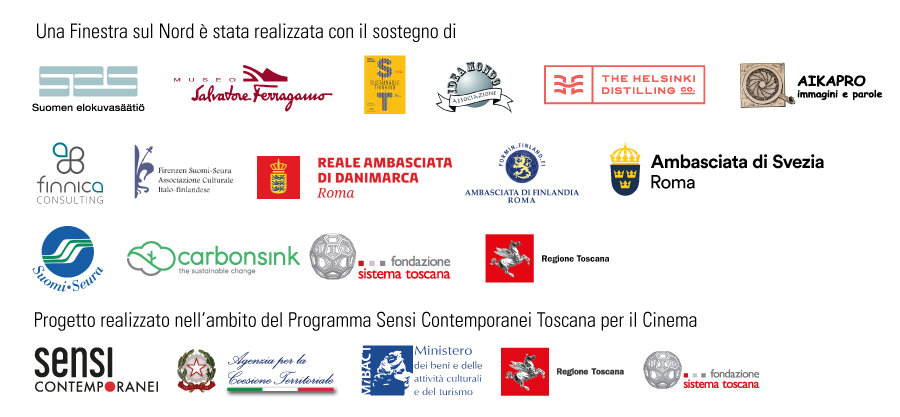 Una Finestra sul Nord è stata realizzata con il sostegno di
SES
Suomen elokuvasäätiö
MUSEO
Salvatore Ferragamo
S
SUSTAINABLE
THINKING
T
IDEA MONDO
ASSOCIAZIONE
THE HELSINKI
DISTILLING CO.
AIKAPRO
immagini e parole
finnica
CONSULTING
Firenzen Suomi-Seura
Associazione Culturale
Italo-finlandese
REALE AMBASCIATA
DI DANIMARCA
Roma
FORMIN.FINLAND.FI
AMBASCIATA DI FINLANDIA
ROMA
Ambasciata di Svezia
Roma
Suomi-Seura
carbonsink
the sustainable change
fondazione
sistema toscana
Regione Toscana
Progetto realizzato nell'ambito del Programma Sensi Contemporanei Toscana per il Cinema
sensi
CONTEMPORANEI
Agenzia per la
Coesione Territoriale
MiBACT
Ministero
dei beni e delle
attività culturali
e del turismo
Regione Toscana
fondazione
sistema toscana